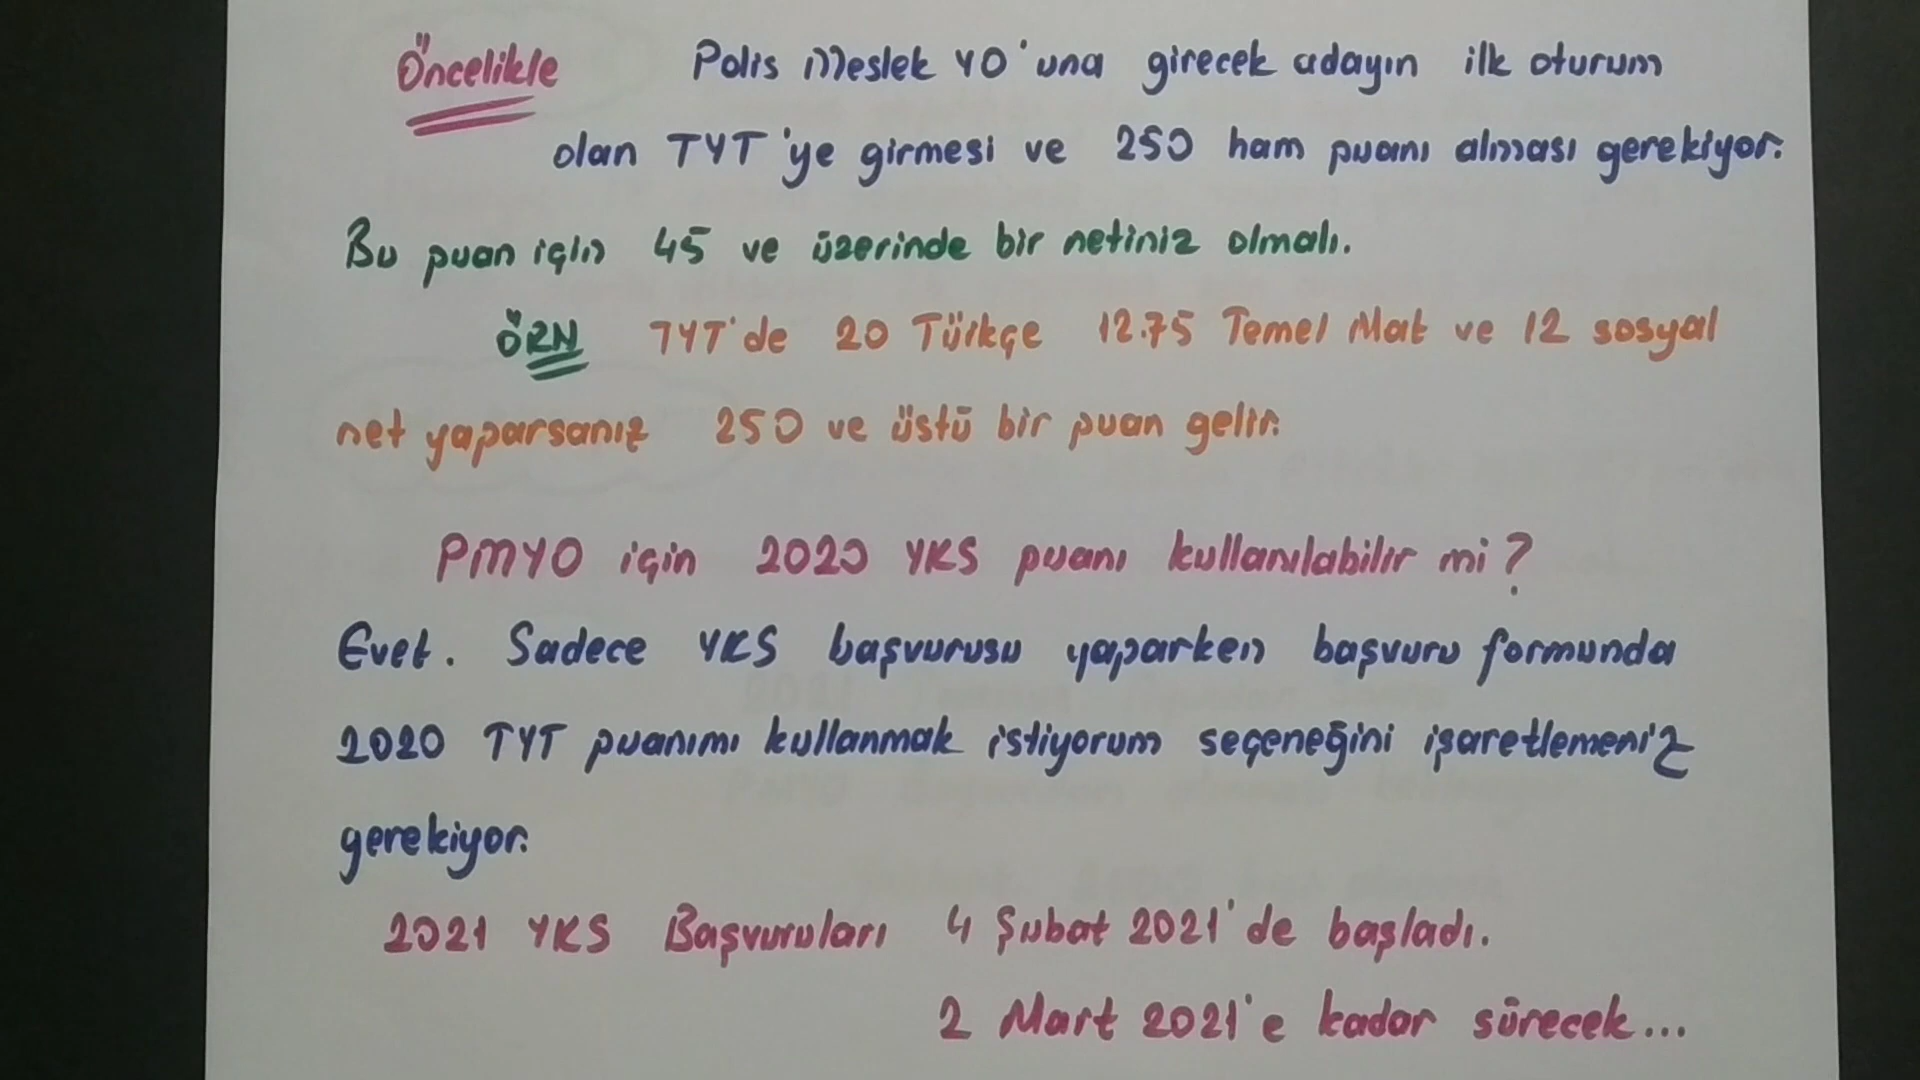 Öncelikle Polis Meslek YO'una girecek adayın ilk oturum
olan TYT'ye girmesi ve 250 ham puanı alması gerekiyor.
Bu puan için 45 ve üzerinde bir netiniz olmalı.
ÖRN TYT'de 20 Türkçe 12.75 Temel Mat ve 12 sosyal
net yaparsanız 250 ve üstü bir puan gelir.
PMYO için 2020 YKS puanı kullanılabilir mi?
Evet. Sadece YKS başvurusu yaparken başvuru formunda
2020 TYT puanımı kullanmak istiyorum seçeneğini işaretlemeniz
gerekiyor.
2021 YKS Başvuruları 4 Şubat 2021'de başladı.
2 Mart 2021'e kadar sürecek...